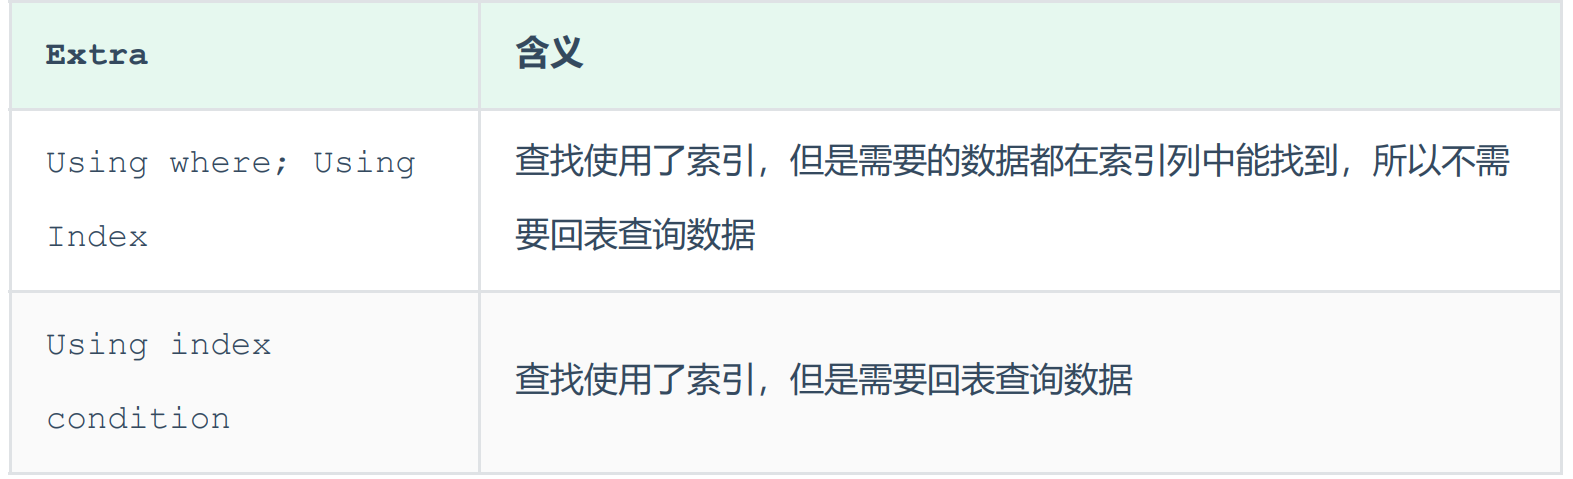 Extra
含义
Using where; Using
Index
查找使用了索引，但是需要的数据都在索引列中能找到，所以不需
要回表查询数据
Using index
condition
查找使用了索引，但是需要回表查询数据